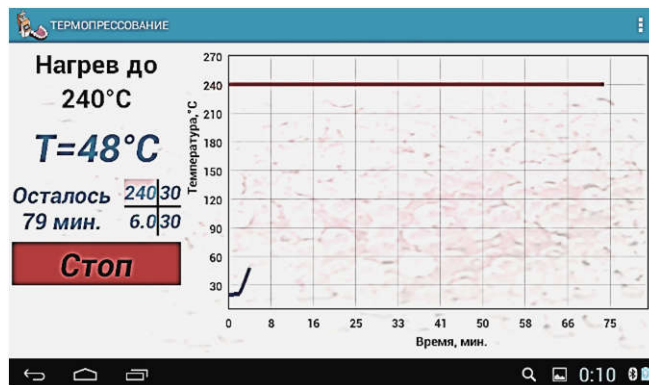 ТЕРМОПРЕССОВАНИЕ
Нагрев до
240°C
T=48°C
Осталось
79 мин.
240 30
6.0 30
Стоп
Температура,°C
270
240
210
180
150
120
90
60
30
0 8 16 25 33 41 50 58 66 75
Время, мин.
0:10